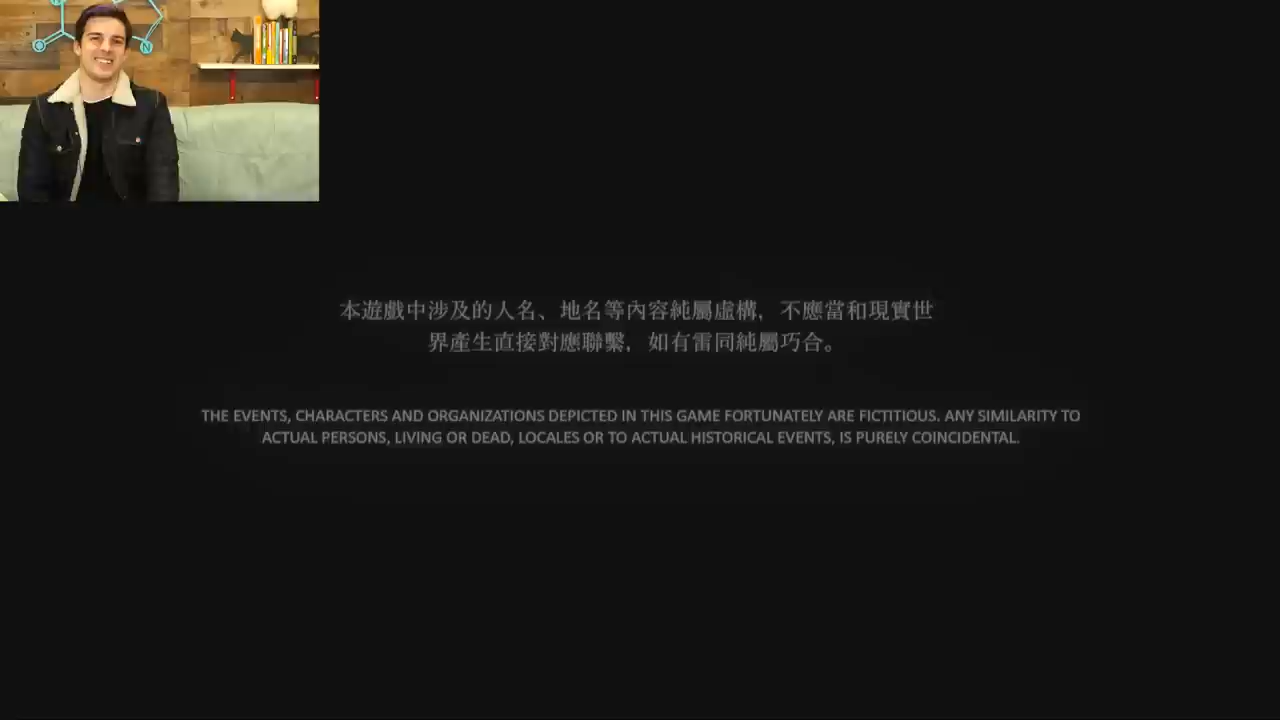 本遊戲中涉及的人名、地名等內容純屬虛構，不應當和現實世
界產生直接對應聯繫，如有雷同純屬巧合。
THE EVENTS, CHARACTERS AND ORGANIZATIONS DEPICTED IN THIS GAME FORTUNATELY ARE FICTITIOUS. ANY SIMILARITY TO
ACTUAL PERSONS, LIVING OR DEAD, LOCALES OR TO ACTUAL HISTORICAL EVENTS, IS PURELY COINCIDENTAL.